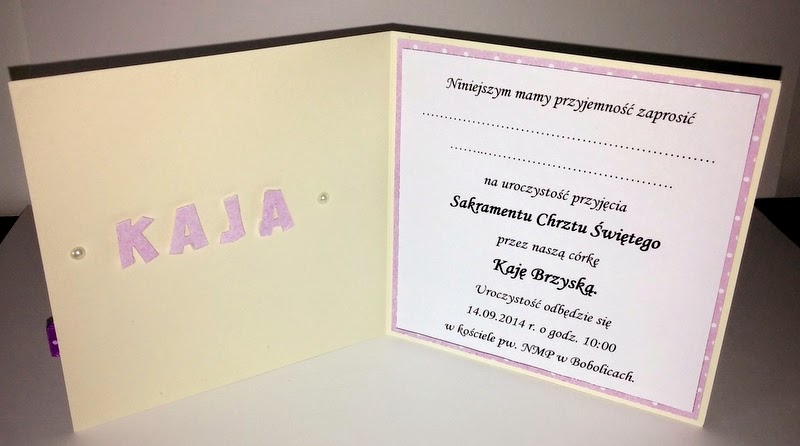 KAJA
Niniejszym mamy przyjemność zaprosić
........................................................
.......................................
na uroczystość przyjęcia
Sakramentu Chrztu Świętego
przez naszą córkę
Kaję Brzyską.
Uroczystość odbędzie się
14.09.2014 r. o godz. 10:00
w kościele pw. NMP w Bobolicach.